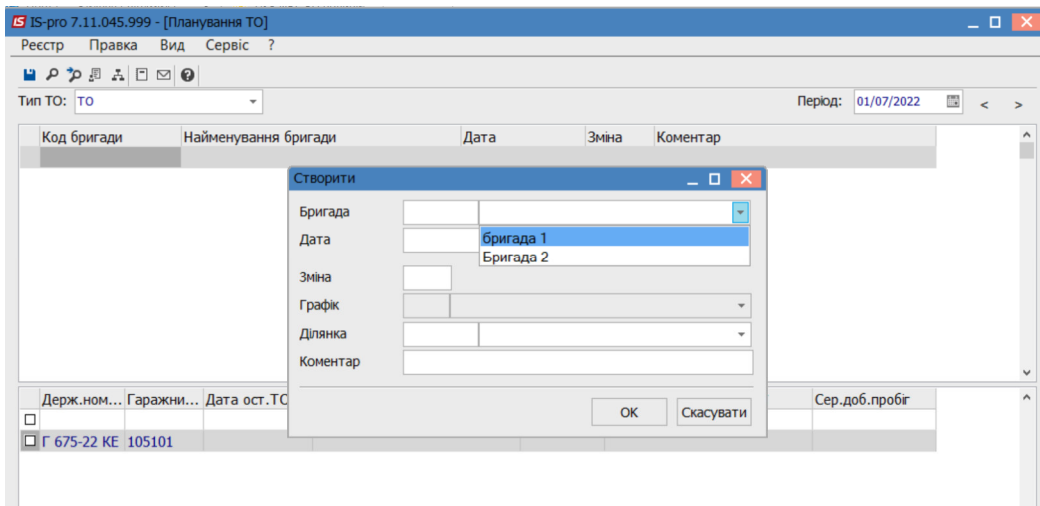 IS-pro 7.11.045.999 - [Планування ТО]
Реєстр Правка Вид Сервіс ?
Тип ТО: ТО Період: 01/07/2022 < >
Код бригади Найменування бригади Дата Зміна Коментар
Створити
Бригада
Дата бригада 1
Бригада 2
Зміна
Графік
Ділянка
Коментар
OK Скасувати
Держ.ном... Гаражни... Дата ост.ТО Сер.доб.пробіг
Г 675-22 КЕ 105101